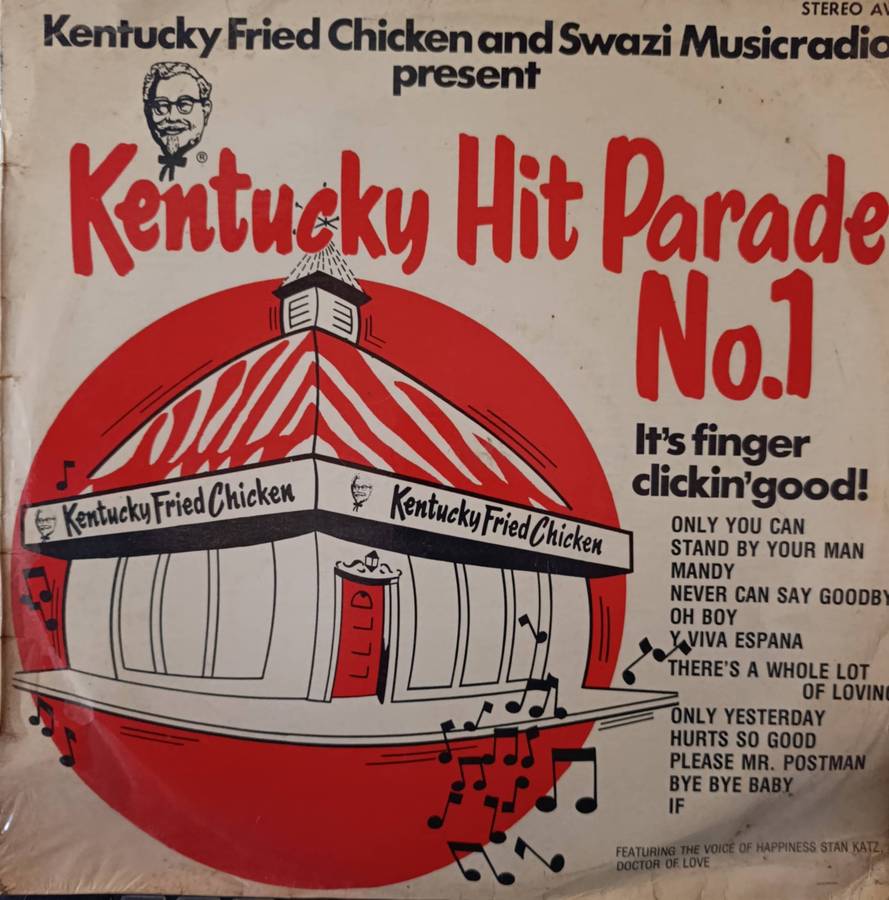 STEREO AV
Kentucky Fried Chicken and Swazi Musicradio
present
®
Kentucky Hit Parade
No.1
It's finger
clickin'good!
Kentucky Fried Chicken
Kentucky Fried Chicken
ONLY YOU CAN
STAND BY YOUR MAN
MANDY
NEVER CAN SAY GOODBY
OH BOY
Y VIVA ESPANA
THERE'S A WHOLE LOT
OF LOVING
ONLY YESTERDAY
HURTS SO GOOD
PLEASE MR. POSTMAN
BYE BYE BABY
IF
FEATURING THE VOICE OF HAPPINESS STAN KATZ,
DOCTOR OF LOVE